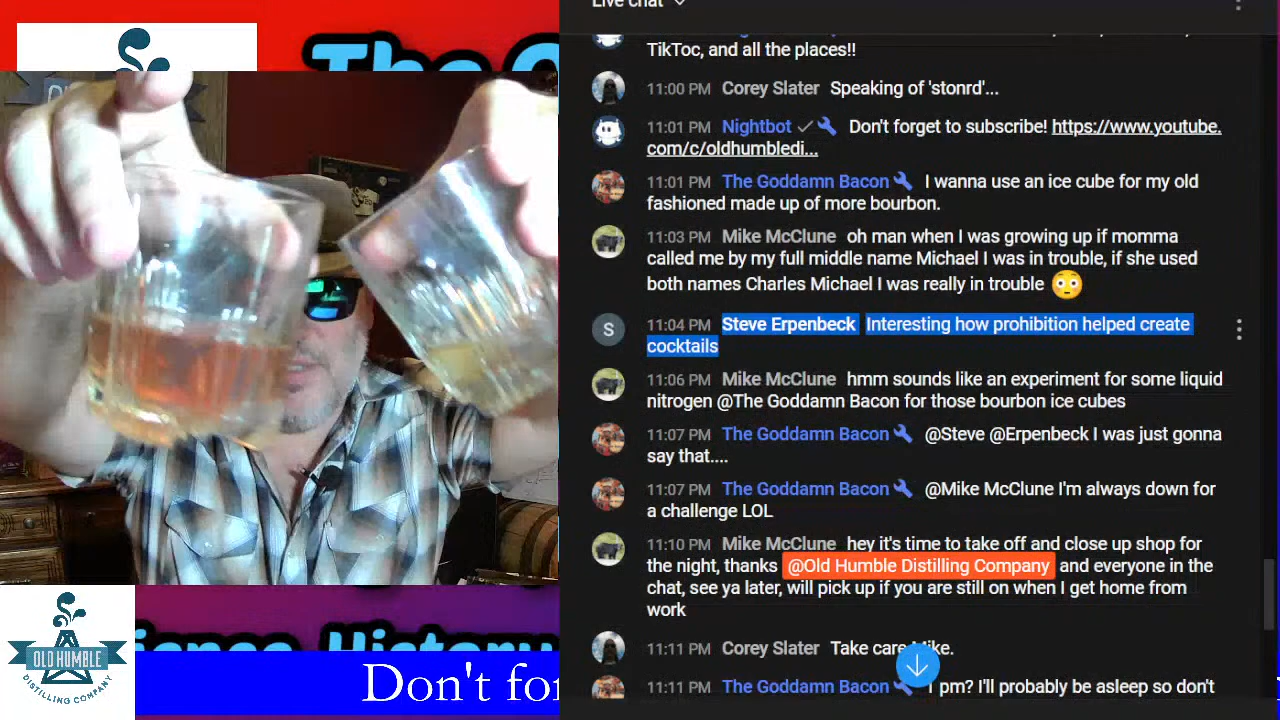 The
OLD HUMBLE
DISTILLING COMPANY
ience, History
Don't for
Live chat
TikToc, and all the places!!
11:00 PM Corey Slater Speaking of 'stonrd'...
11:01 PM Nightbot Don't forget to subscribe! https://www.youtube.
com/c/oldhumbledi...
11:01 PM The Goddamn Bacon I wanna use an ice cube for my old
fashioned made up of more bourbon.
11:03 PM Mike McClune oh man when I was growing up if momma
called me by my full middle name Michael I was in trouble, if she used
both names Charles Michael I was really in trouble 😳
S
11:04 PM Steve Erpenbeck Interesting how prohibition helped create
cocktails
11:06 PM Mike McClune hmm sounds like an experiment for some liquid
nitrogen @The Goddamn Bacon for those bourbon ice cubes
11:07 PM The Goddamn Bacon @Steve @Erpenbeck I was just gonna
say that....
11:07 PM The Goddamn Bacon @Mike McClune I'm always down for
a challenge LOL
11:10 PM Mike McClune hey it's time to take off and close up shop for
the night, thanks @Old Humble Distilling Company and everyone in the
chat, see ya later, will pick up if you are still on when I get home from
work
11:11 PM Corey Slater Take care Mike.
11:11 PM The Goddamn Bacon 1 pm? I'll probably be asleep so don't